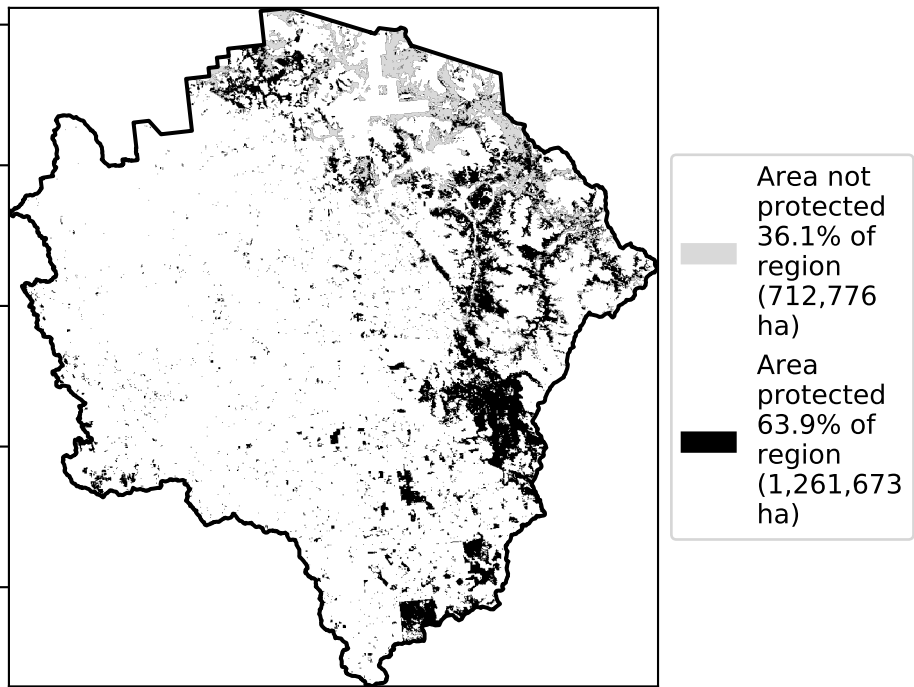 Area not
protected
36.1% of
region
(712,776
ha)
Area
protected
63.9% of
region
(1,261,673
ha)